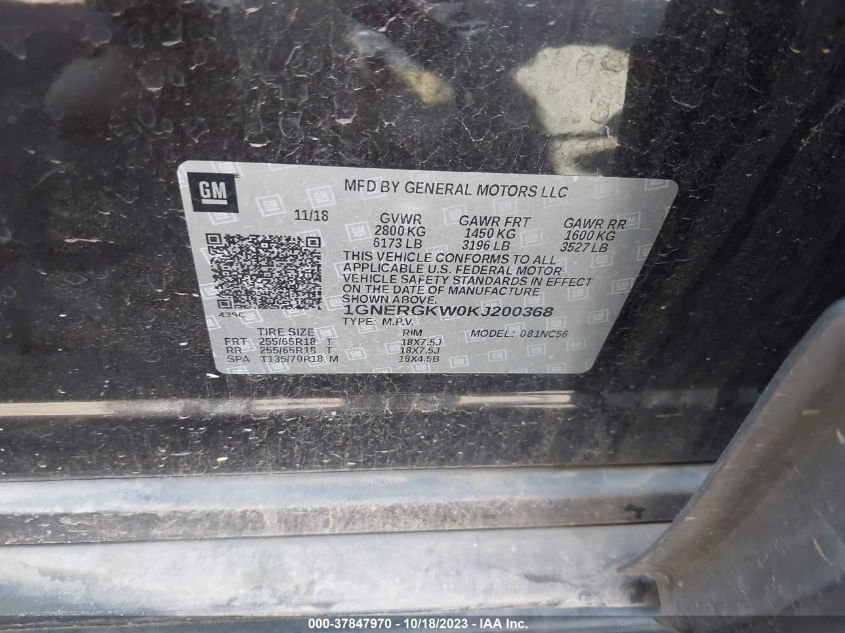 GM
MFD BY GENERAL MOTORS LLC
11/18 GVWR GAWR FRT GAWR RR
2800 KG 1450 KG 1600 KG
6173 LB 3196 LB 3527 LB
THIS VEHICLE CONFORMS TO ALL
APPLICABLE U.S. FEDERAL MOTOR
VEHICLE SAFETY STANDARDS IN EFFECT
ON THE DATE OF MANUFACTURE
SHOWN ABOVE.
439C 1GNERGKW0KJ200368
TYPE: M.P.V. MODEL: 081NC56
TIRE SIZE RIM
FRT 255/65R18 T 18X7.5J
RR 255/65R18 T 18X7.5J
SPA T135/70R18 M 18X4.5B
000-37847970 - 10/18/2023 - IAA Inc.